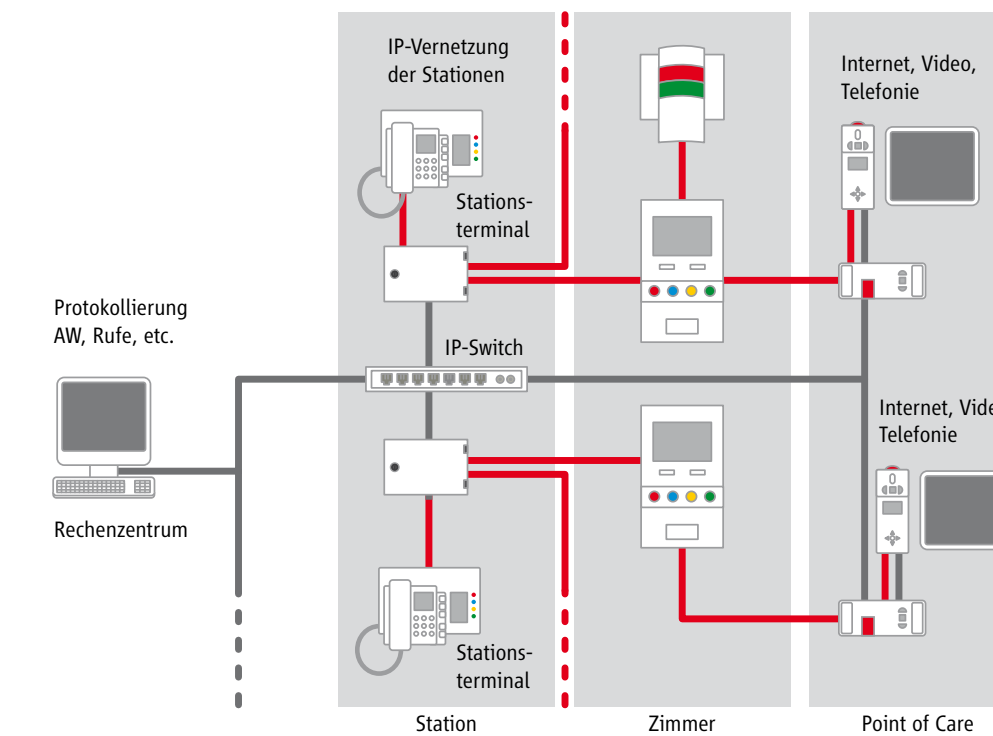 IP-Vernetzung
der Stationen
Internet, Video,
Telefonie
Stations-
terminal
Protokollierung
AW, Rufe, etc.
IP-Switch
Internet,
Telefonie
Rechenzentrum
Stations-
terminal
Station
Zimmer
Point of Care